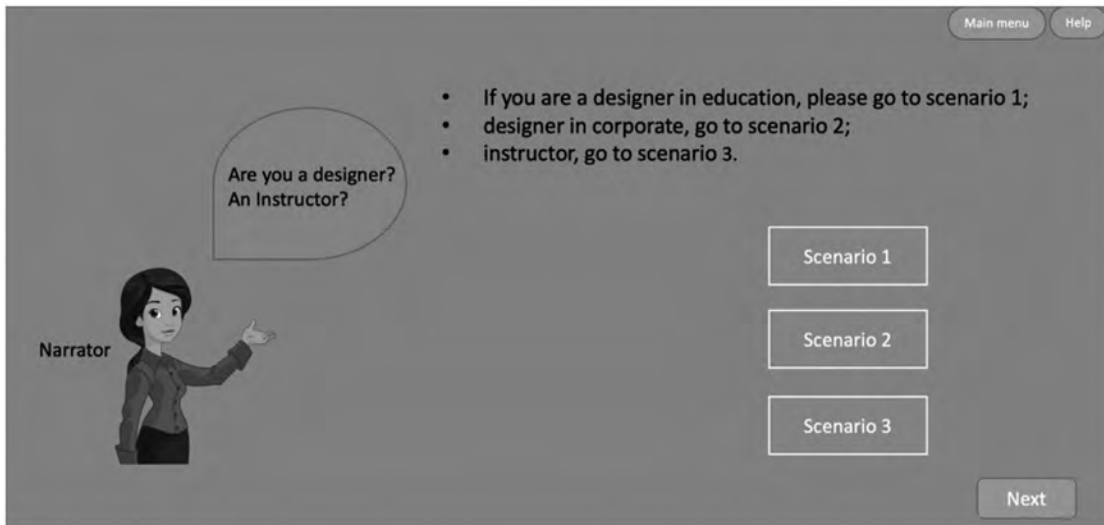 Main menu
Help
• If you are a designer in education, please go to scenario 1;
• designer in corporate, go to scenario 2;
• instructor, go to scenario 3.
Are you a designer?
An Instructor?
Narrator
Scenario 1
Scenario 2
Scenario 3
Next